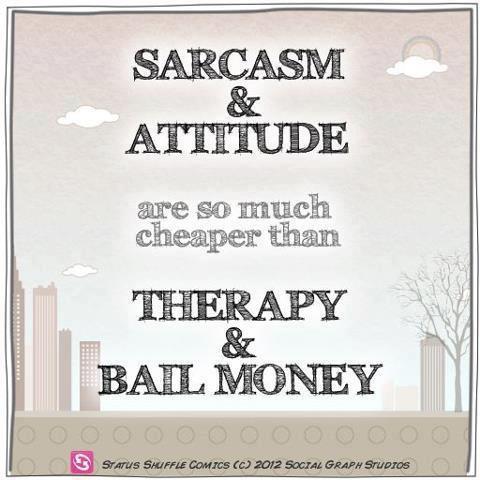 SARCASM
&
ATTITUDE
are so much
cheaper than
THERAPY
&
BAIL MONEY
STATUS SHUFFLE COMICS (C) 2012 SOCIAL GRAPH STUDIOS